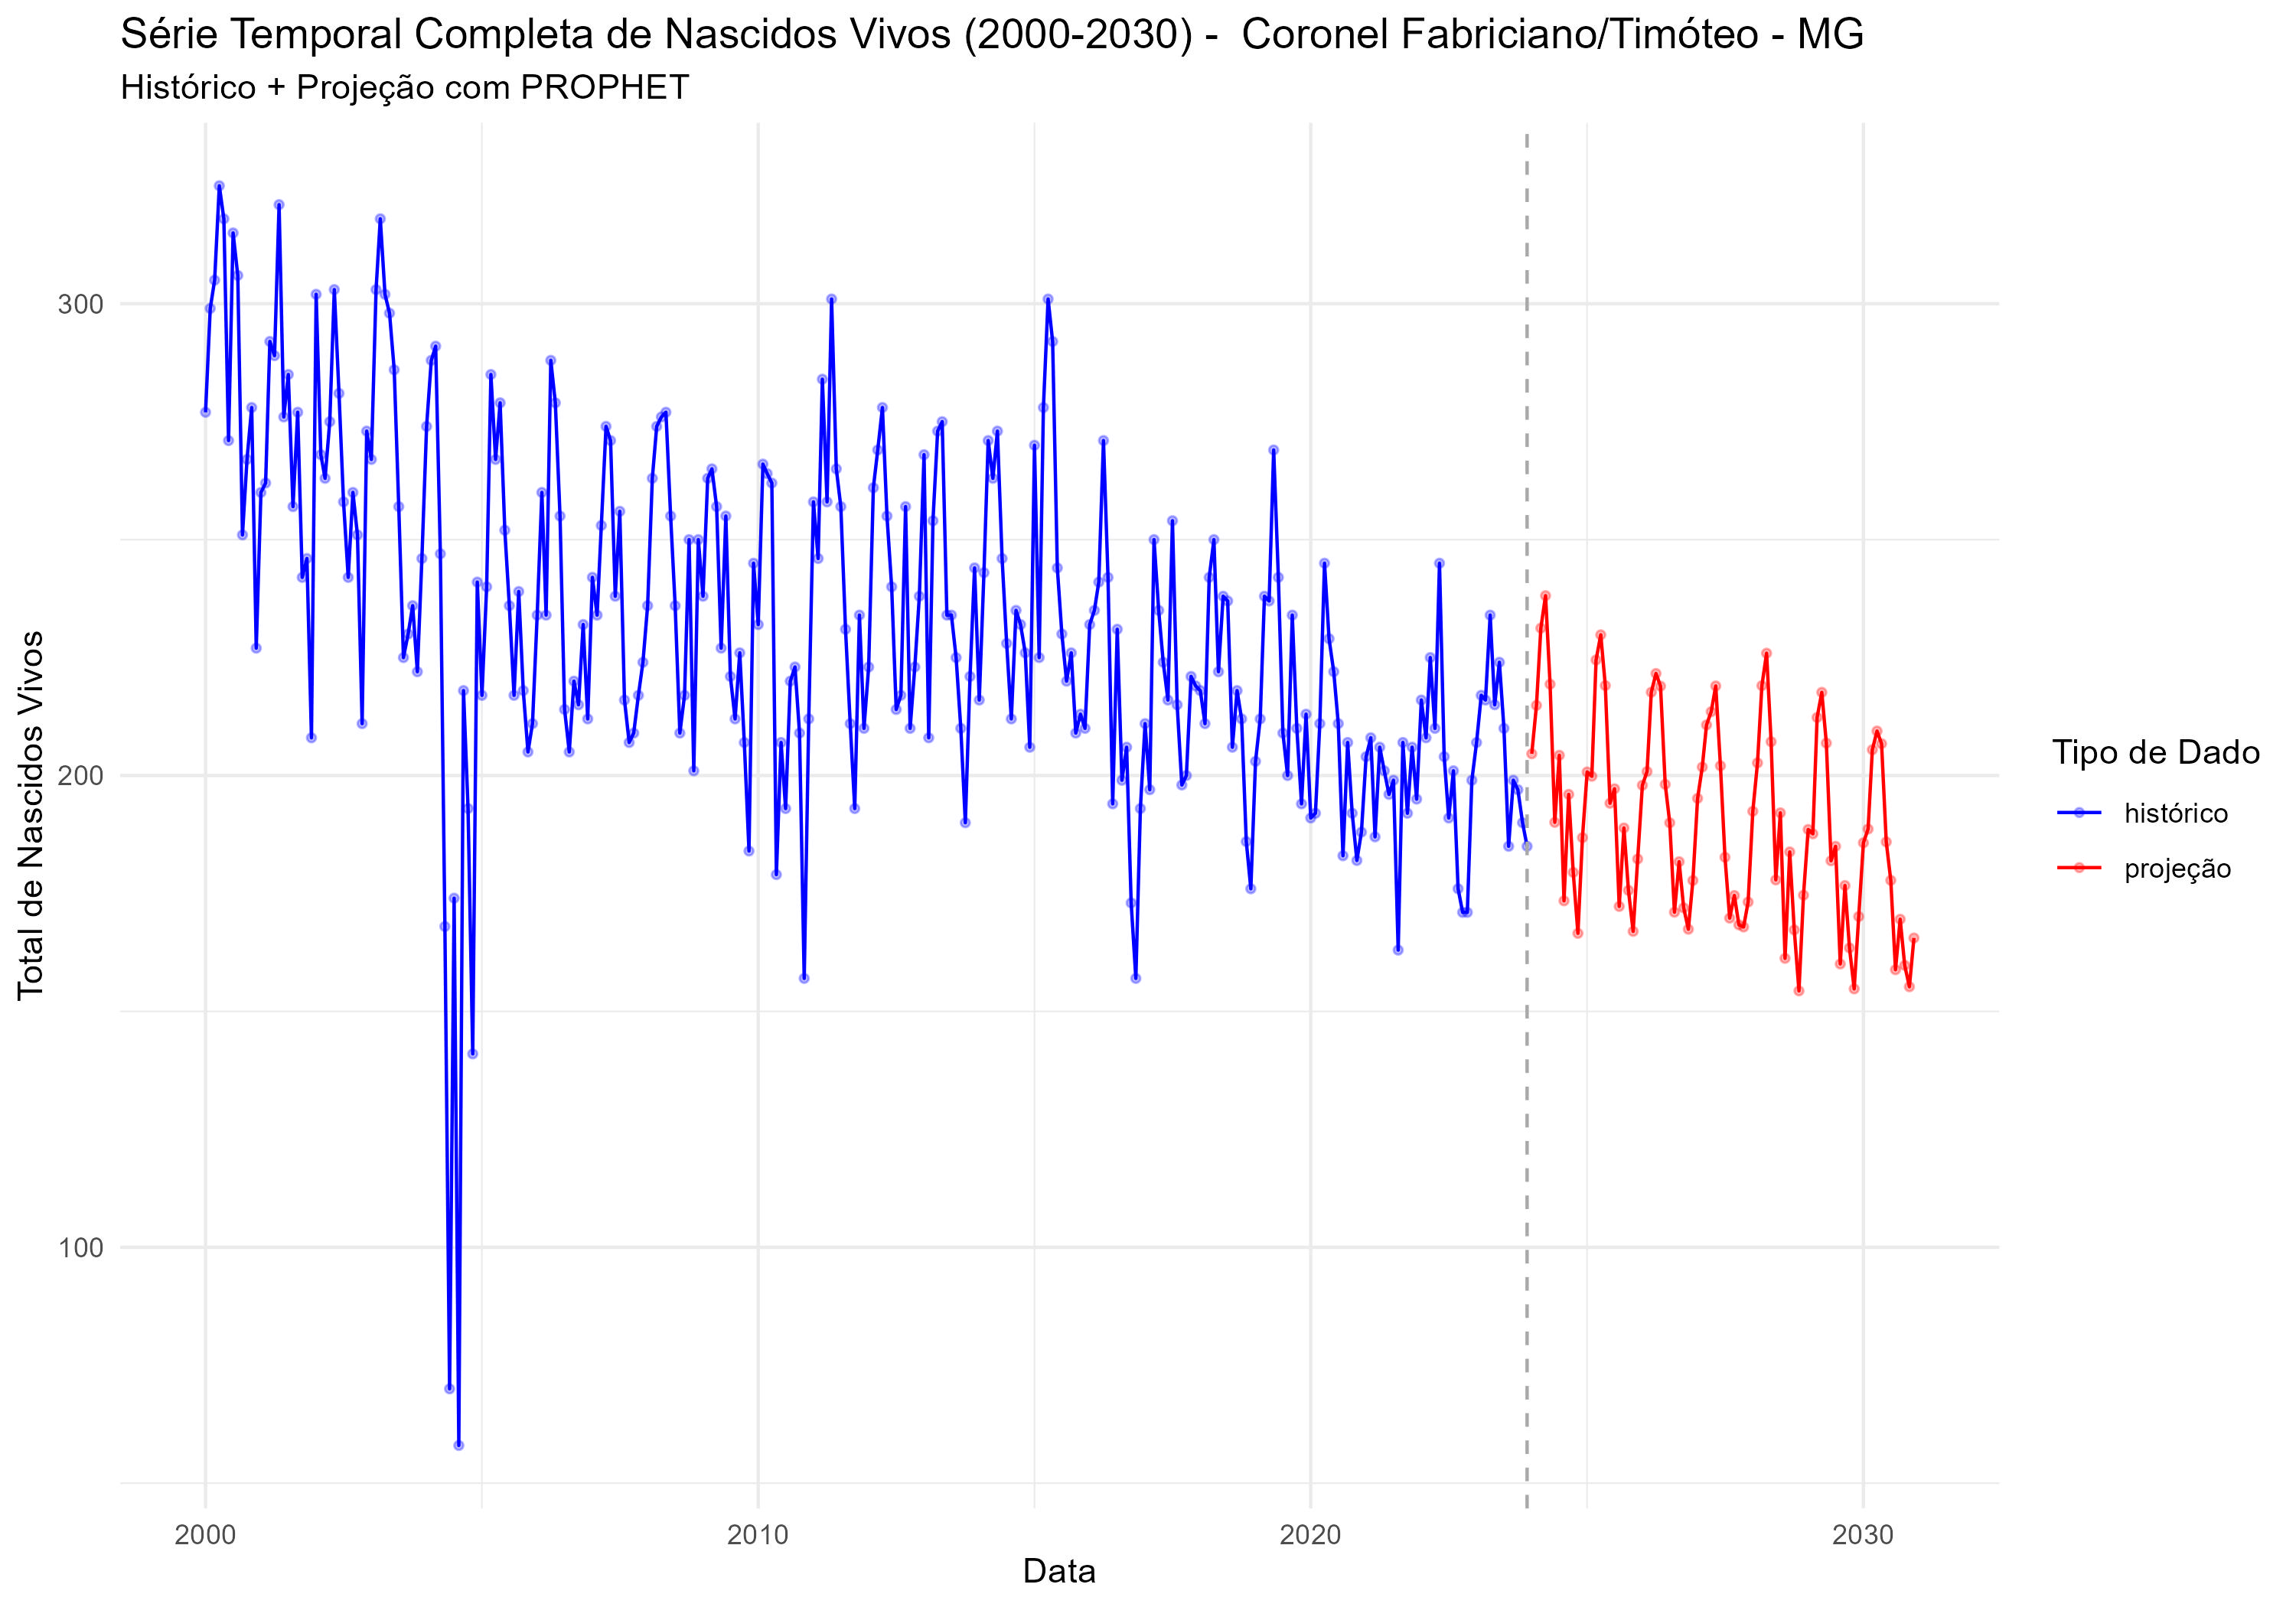 Série Temporal Completa de Nascidos Vivos (2000-2030) -  Coronel Fabriciano/Timóteo - MG
Histórico + Projeção com PROPHET
Total de Nascidos Vivos
300
200
100
2000
2010
2020
2030
Data
Tipo de Dado
histórico
projeção